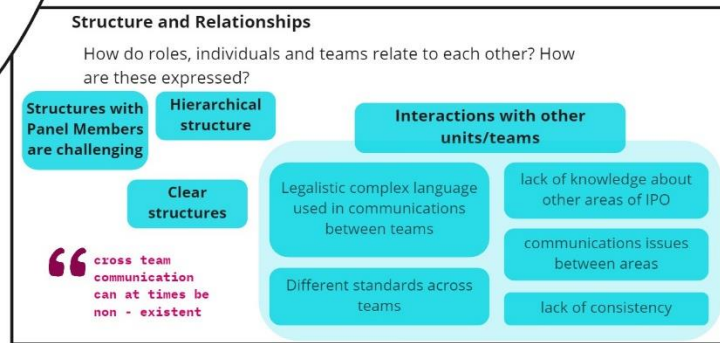 Structure and Relationships
How do roles, individuals and teams relate to each other? How
are these expressed?
Structures with
Panel Members
are challenging
Hierarchical
structure
Clear
structures
cross team
communication
can at times be
non - existent
Interactions with other
units/teams
Legalistic complex language
used in communications
between teams
Different standards across
teams
lack of knowledge about
other areas of IPO
communications issues
between areas
lack of consistency